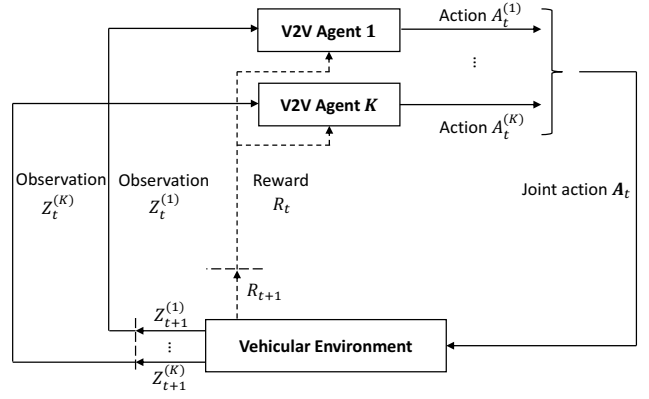 V2V Agent 1
Action A_t^{(1)}
⋮
V2V Agent K
Action A_t^{(K)}
Observation
Z_t^{(K)}
Observation
Z_t^{(1)}
Reward
R_t
Joint action A_t
R_{t+1}
Z_{t+1}^{(1)}
⋮
Z_{t+1}^{(K)}
Vehicular Environment